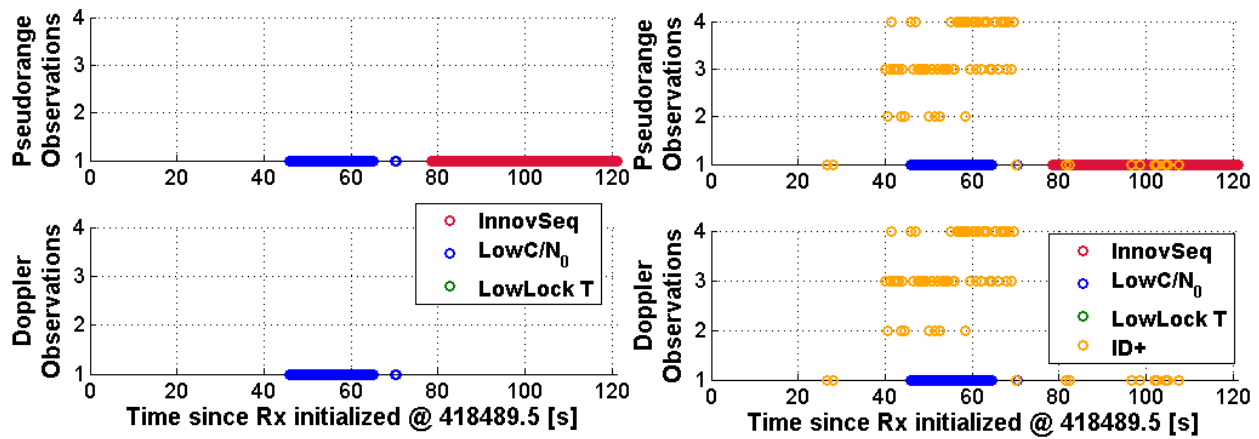 Pseudorange
Observations
4
3
2
1
0 20 40 60 80 100 120
Doppler
Observations
4
3
2
1
0 20 40 60 80 100 120
Time since Rx initialized @ 418489.5 [s]
InnovSeq
LowC/N0
LowLock T
Pseudorange
Observations
4
3
2
1
0 20 40 60 80 100 120
Doppler
Observations
4
3
2
1
0 20 40 60 80 100 120
Time since Rx initialized @ 418489.5 [s]
InnovSeq
LowC/N0
LowLock T
ID+